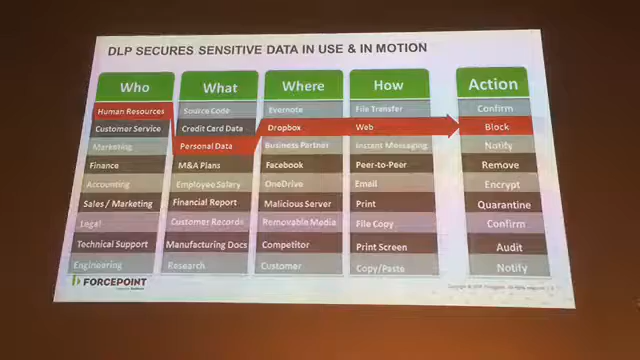 DLP SECURES SENSITIVE DATA IN USE & IN MOTION
Who What Where How Action
Human Resources Source Code Evernote File Transfer Confirm
Customer Service Credit Card Data Dropbox Web Block
Marketing Personal Data Business Partner Instant Messaging Notify
Finance M&A Plans Facebook Peer-to-Peer Remove
Accounting Employee Salary OneDrive Email Encrypt
Sales / Marketing Financial Report Malicious Server Print Quarantine
Legal Customer Records Removable Media File Copy Confirm
Technical Support Manufacturing Docs Competitor Print Screen Audit
Engineering Research Customer Copy/Paste Notify
FORCEPOINT